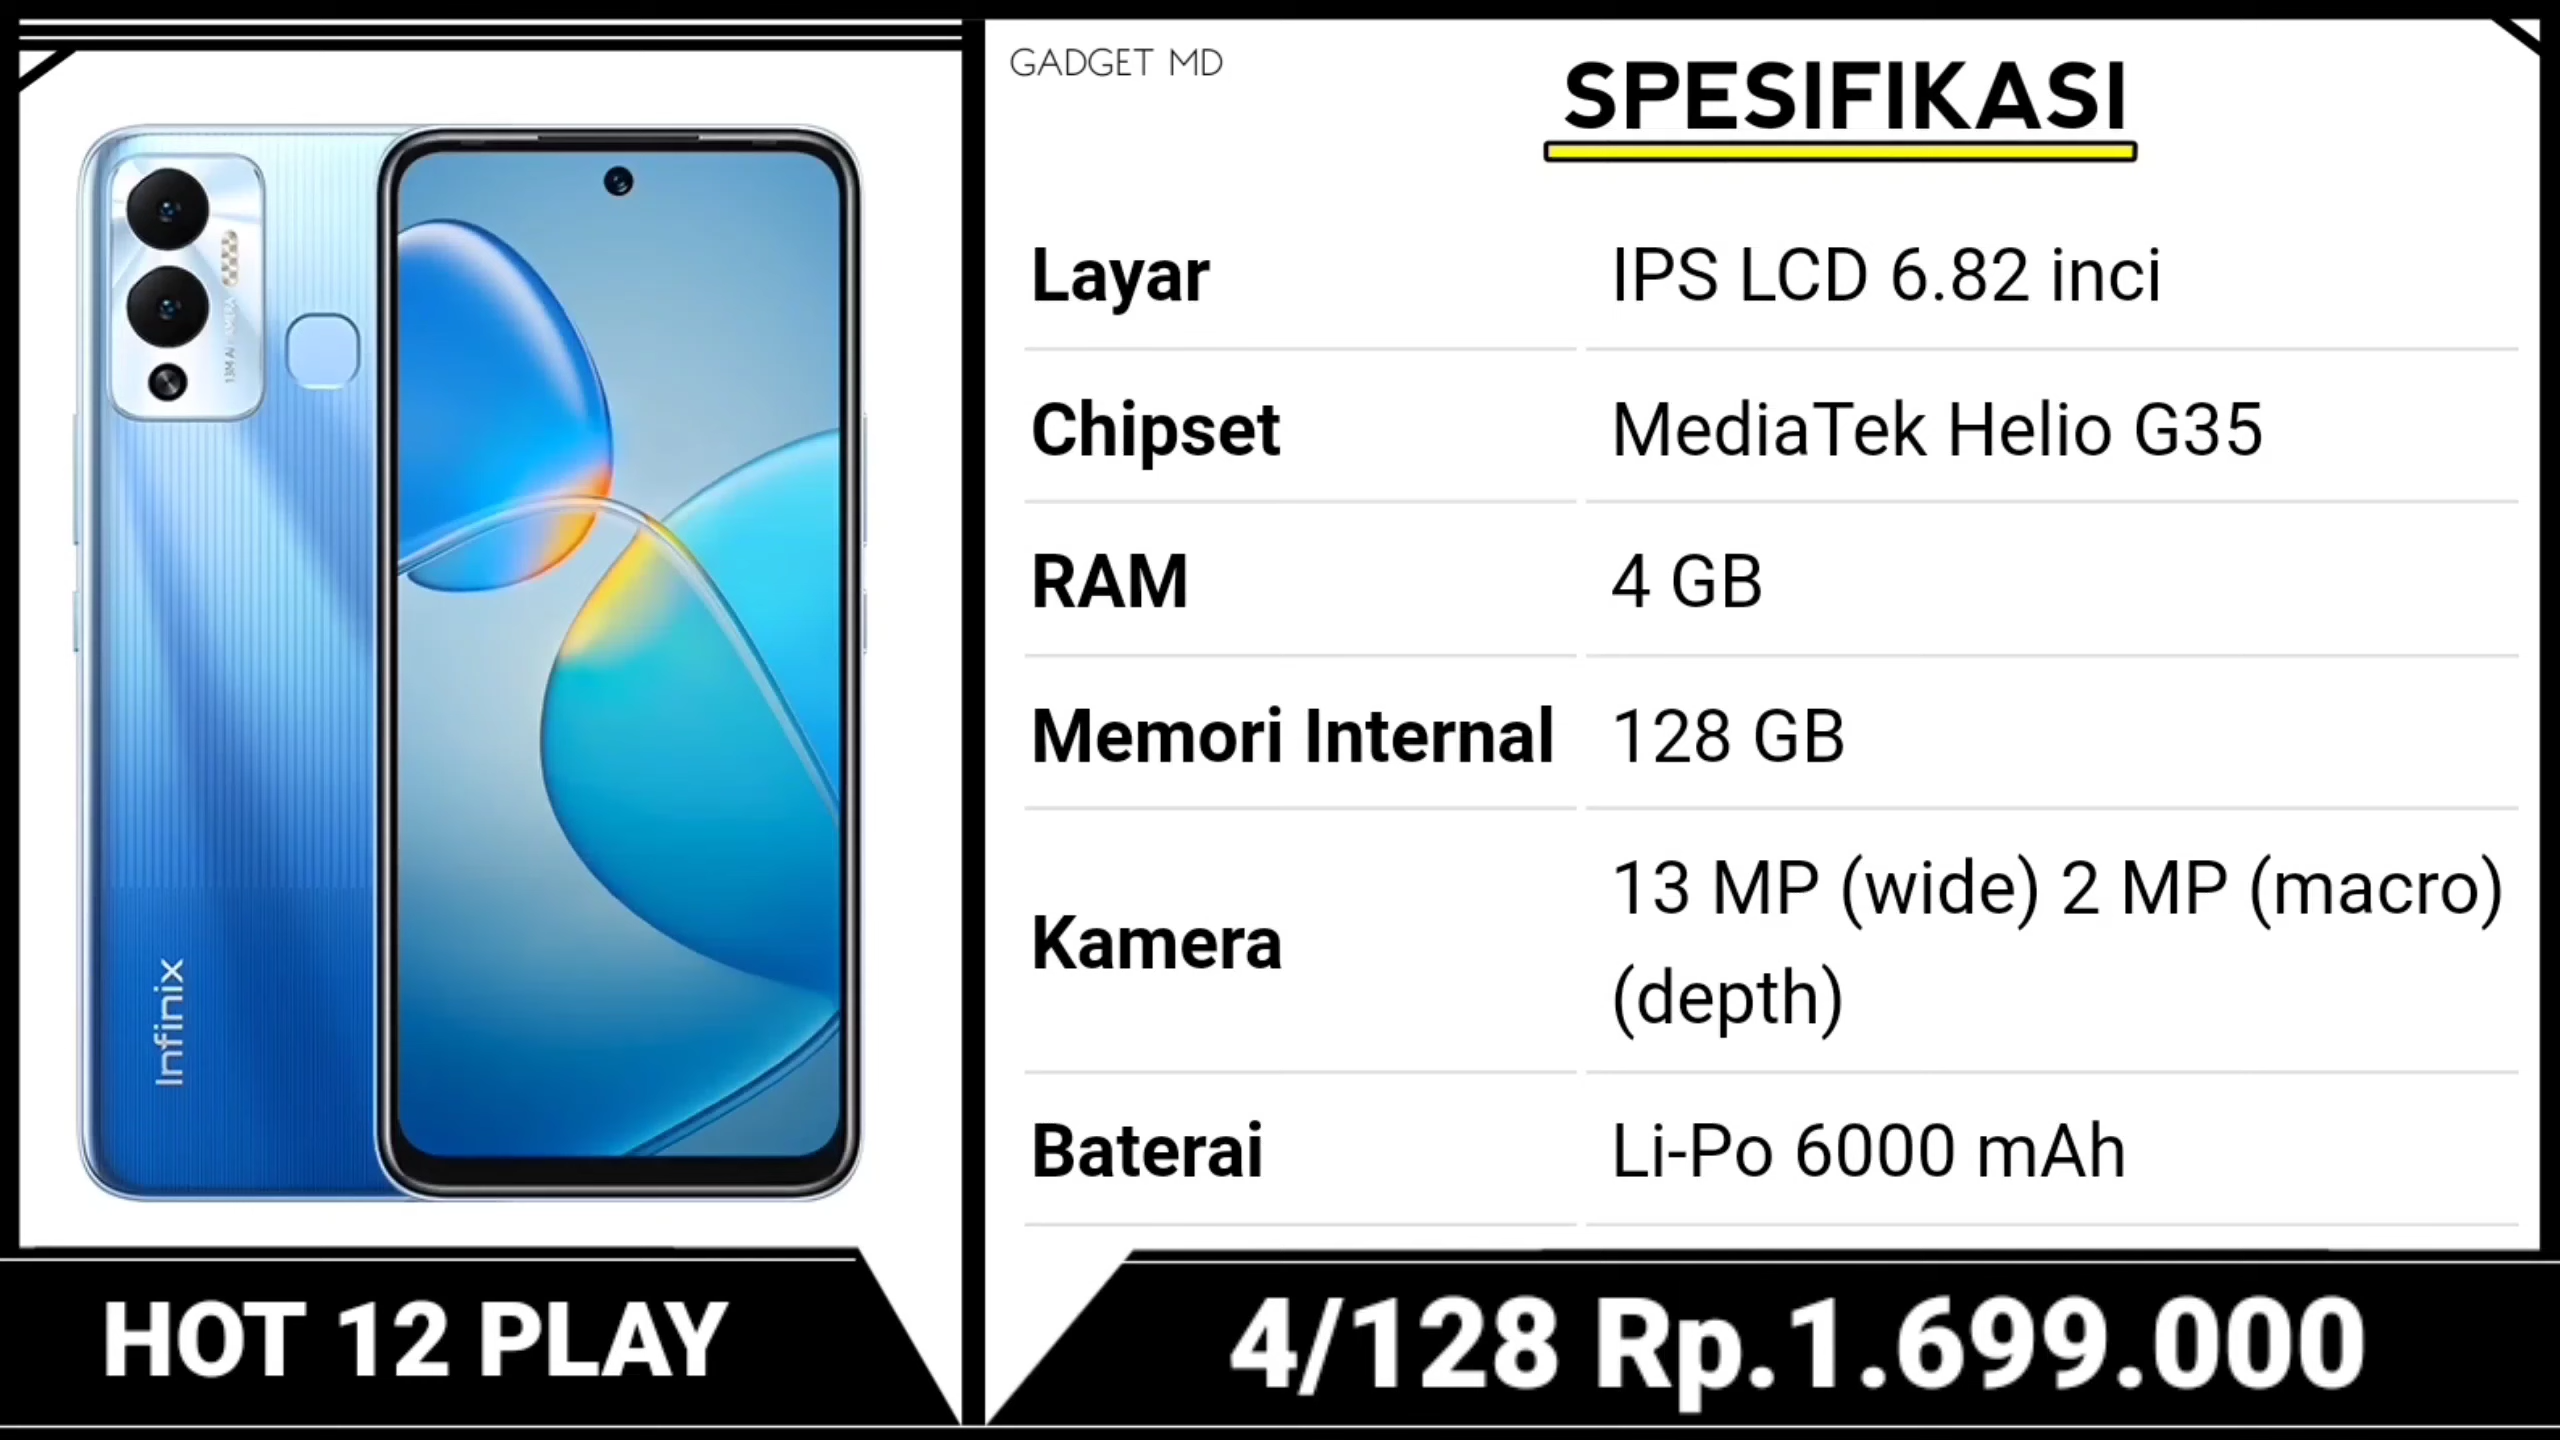 GADGET MD
SPESIFIKASI
Layar IPS LCD 6.82 inci
Chipset MediaTek Helio G35
RAM 4 GB
Memori Internal 128 GB
Kamera 13 MP (wide) 2 MP (macro)
(depth)
Baterai Li-Po 6000 mAh
Infinix
HOT 12 PLAY
4/128 Rp.1.699.000